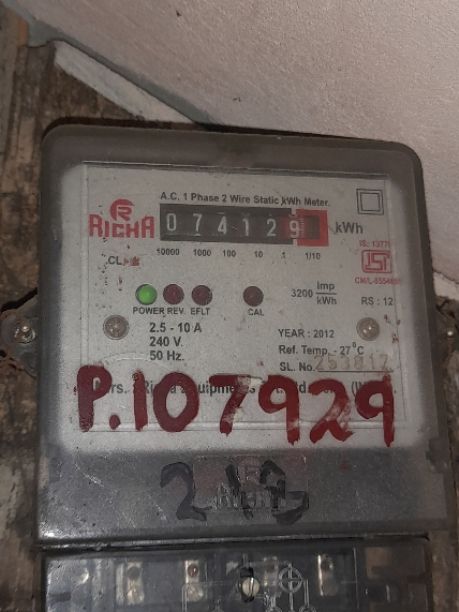 A.C. 1 Phase 2 Wire Static kWh Meter.
RICHA
074129
kWh
10000 1000 100 10 1 1/10
IS: 13779
CL
CM/L-
3200 imp/kWh
RS : 12
POWER REV. EFLT CAL
2.5 - 10 A
240 V.
50 Hz.
YEAR : 2012
Ref. Temp. - 27°C
SL. No. 253812
P.107929